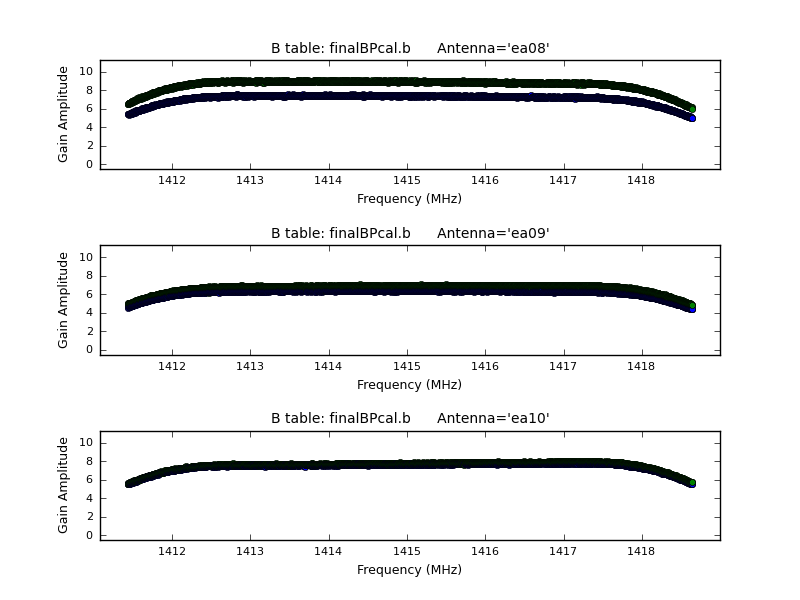 B table: finalBPcal.b Antenna='ea08'
Gain Amplitude
10
8
6
4
2
0
1412 1413 1414 1415 1416 1417 1418
Frequency (MHz)
B table: finalBPcal.b Antenna='ea09'
Gain Amplitude
10
8
6
4
2
0
1412 1413 1414 1415 1416 1417 1418
Frequency (MHz)
B table: finalBPcal.b Antenna='ea10'
Gain Amplitude
10
8
6
4
2
0
1412 1413 1414 1415 1416 1417 1418
Frequency (MHz)